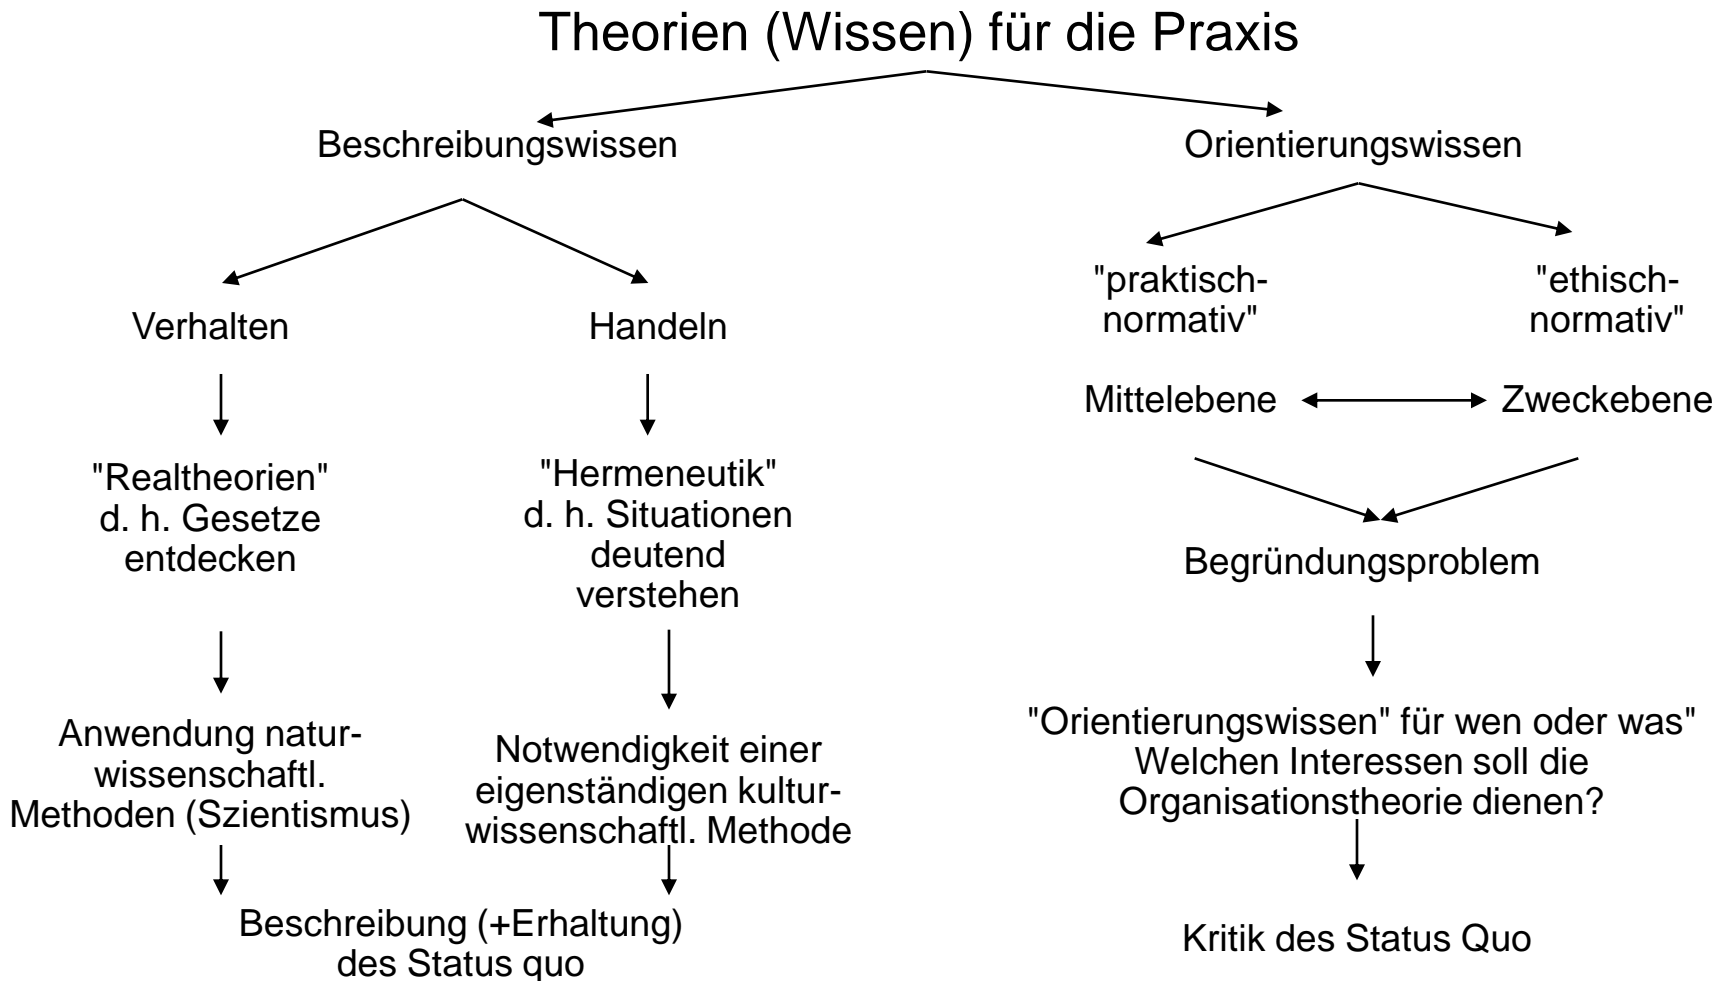 Theorien (Wissen) für die Praxis
Beschreibungswissen
Orientierungswissen
Verhalten
Handeln
"praktisch-
normativ"
"ethisch-
normativ"
Mittelebene
Zweckebene
"Realtheorien"
d. h. Gesetze
entdecken
"Hermeneutik"
d. h. Situationen
deutend
verstehen
Begründungsproblem
Anwendung natur-
wissenschaftl.
Methoden (Szientismus)
Notwendigkeit einer
eigenständigen kultur-
wissenschaftl. Methode
"Orientierungswissen" für wen oder was"
Welchen Interessen soll die
Organisationstheorie dienen?
Beschreibung (+Erhaltung)
des Status quo
Kritik des Status Quo